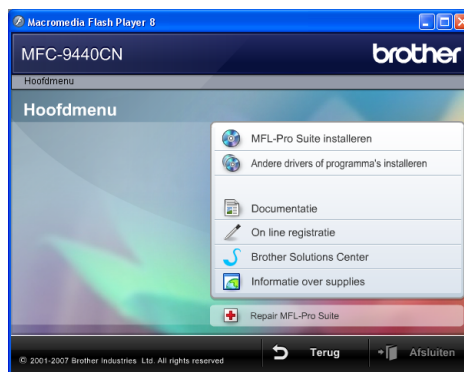 Macromedia Flash Player 8
MFC-9440CN
brother
Hoofdmenu
Hoofdmenu
MFL-Pro Suite installeren
Andere drivers of programma's installeren
Documentatie
On line registratie
Brother Solutions Center
Informatie over supplies
Repair MFL-Pro Suite
© 2001-2007 Brother Industries Ltd. All rights reserved
Terug
Afsluiten